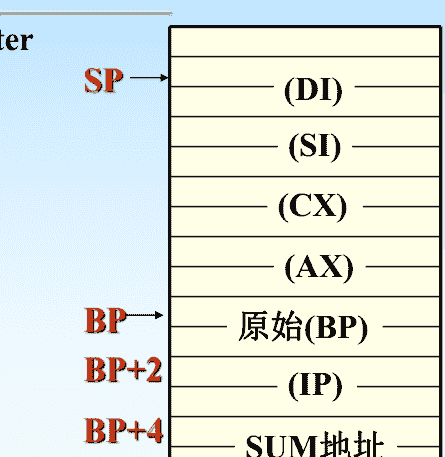 ter
SP
(DI)
(SI)
(CX)
(AX)
BP
原始(BP)
BP+2
(IP)
BP+4
SUM地址